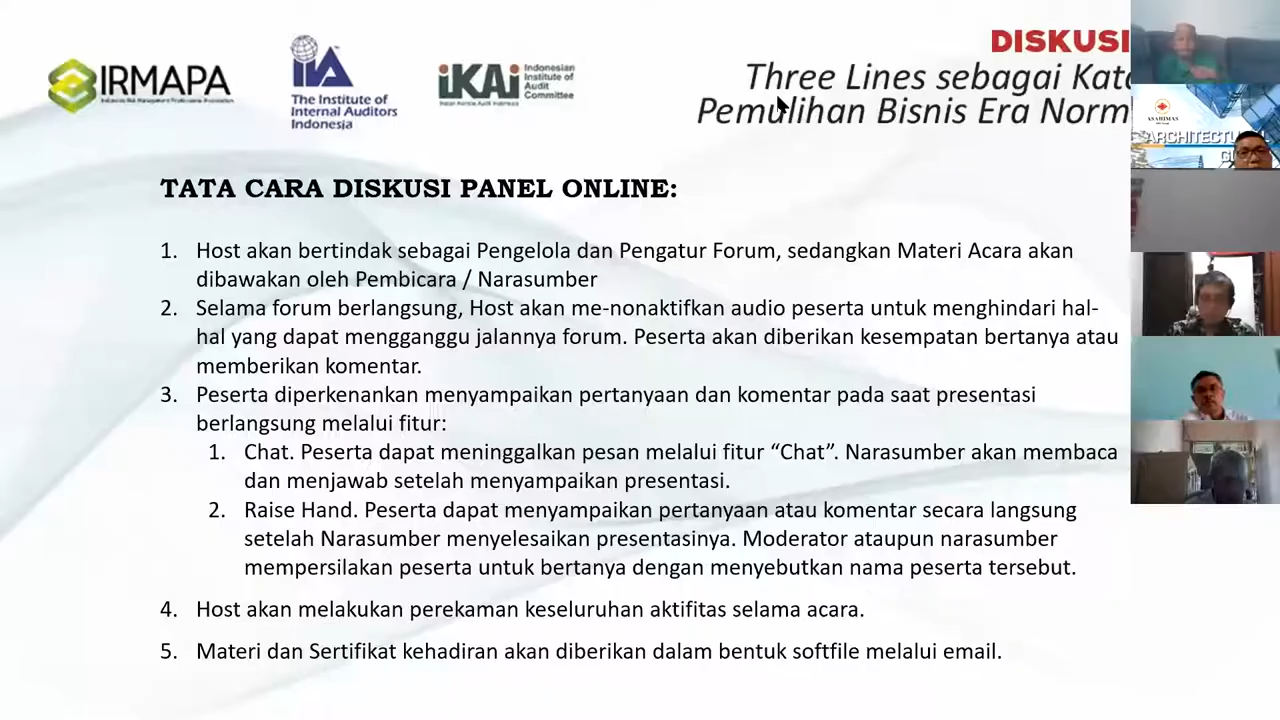 IRMAPA
IIA
The Institute of
Internal Auditors
Indonesia
iKAi
Indonesian
Institute of
Audit
Committee
DISKUSI
Three Lines sebagai Kata
Pemulihan Bisnis Era Norm
ASAHIMAS
ARCHITECTU
TATA CARA DISKUSI PANEL ONLINE:
1. Host akan bertindak sebagai Pengelola dan Pengatur Forum, sedangkan Materi Acara akan
dibawakan oleh Pembicara / Narasumber
2. Selama forum berlangsung, Host akan me-nonaktifkan audio peserta untuk menghindari hal-
hal yang dapat mengganggu jalannya forum. Peserta akan diberikan kesempatan bertanya atau
memberikan komentar.
3. Peserta diperkenankan menyampaikan pertanyaan dan komentar pada saat presentasi
berlangsung melalui fitur:
1. Chat. Peserta dapat meninggalkan pesan melalui fitur “Chat”. Narasumber akan membaca
dan menjawab setelah menyampaikan presentasi.
2. Raise Hand. Peserta dapat menyampaikan pertanyaan atau komentar secara langsung
setelah Narasumber menyelesaikan presentasinya. Moderator ataupun narasumber
mempersilakan peserta untuk bertanya dengan menyebutkan nama peserta tersebut.
4. Host akan melakukan perekaman keseluruhan aktifitas selama acara.
5. Materi dan Sertifikat kehadiran akan diberikan dalam bentuk softfile melalui email.